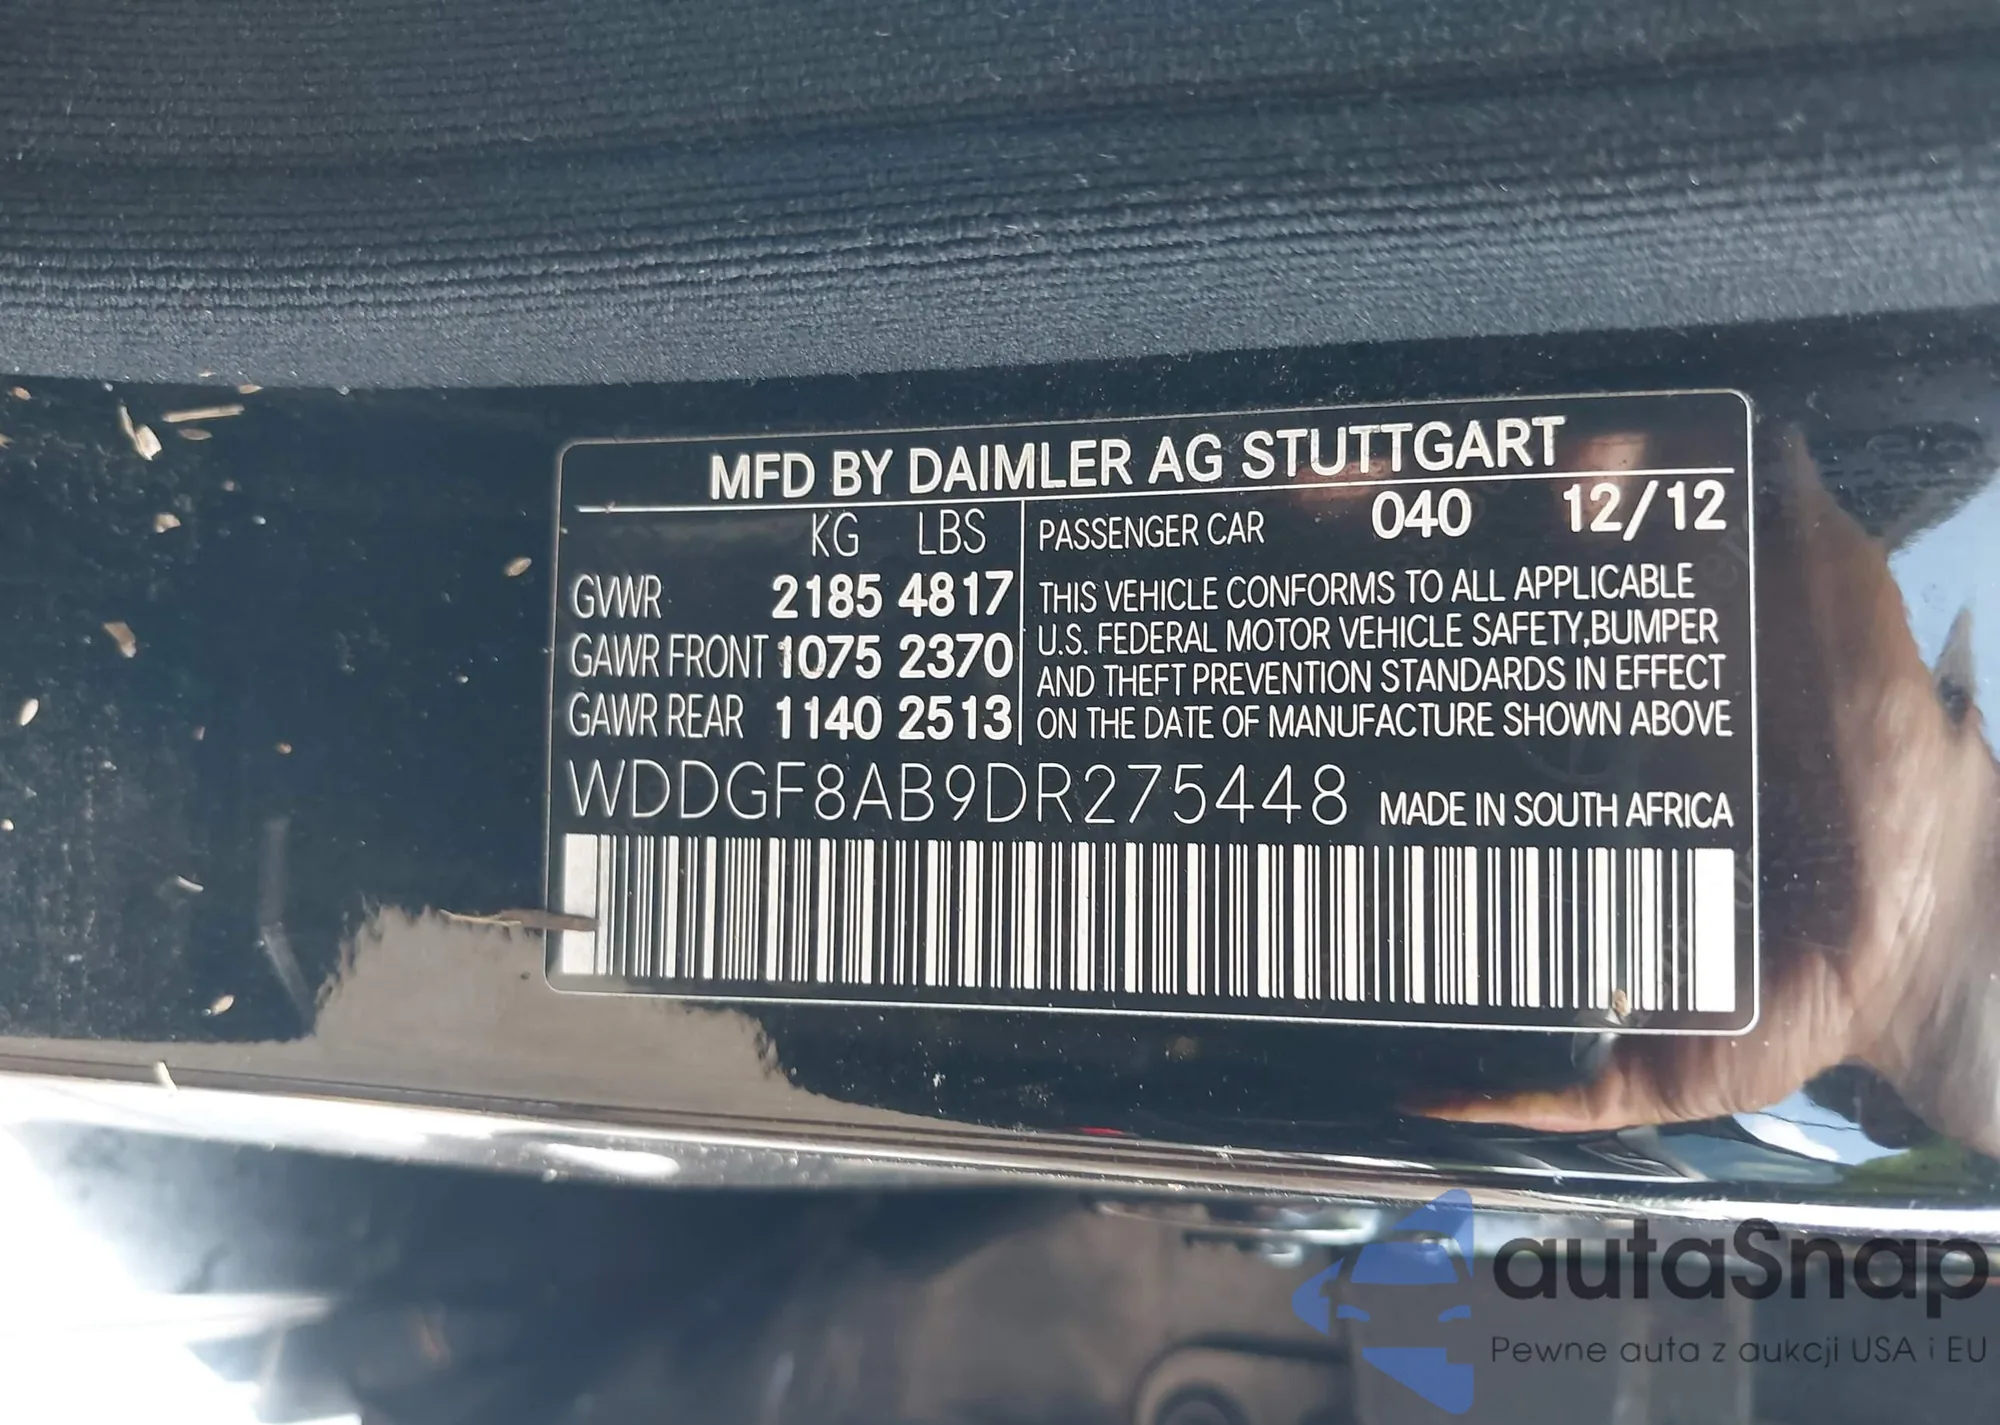 MFD BY DAIMLER AG STUTTGART
KG LBS
GVWR 2185 4817
GAWR FRONT 1075 2370
GAWR REAR 1140 2513
PASSENGER CAR 040 12/12
THIS VEHICLE CONFORMS TO ALL APPLICABLE
U.S. FEDERAL MOTOR VEHICLE SAFETY,BUMPER
AND THEFT PREVENTION STANDARDS IN EFFECT
ON THE DATE OF MANUFACTURE SHOWN ABOVE
WDDGF8AB9DR275448 MADE IN SOUTH AFRICA
autaSnap
Pewne auta z aukcji USA i EU